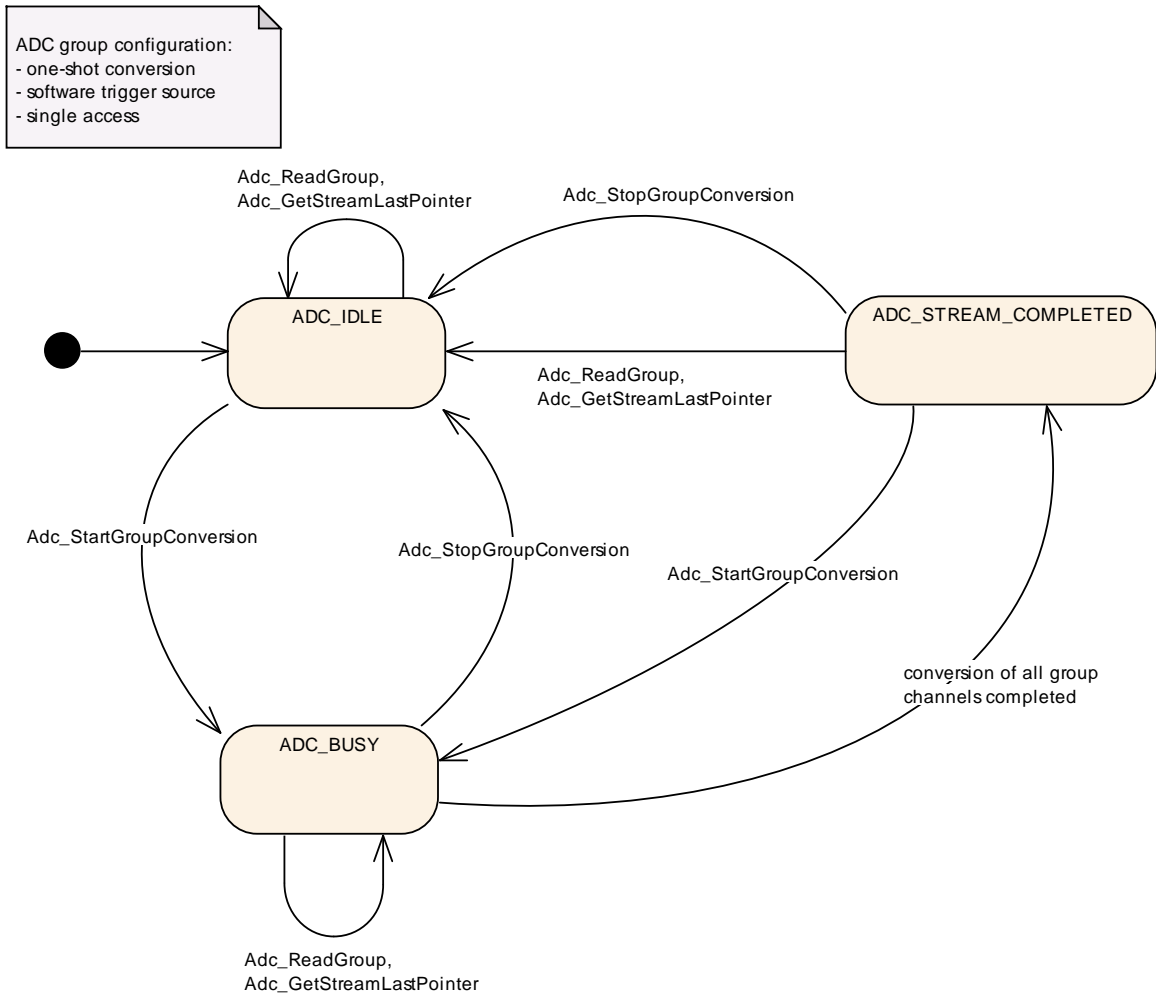 ADC group configuration:
- one-shot conversion
- software trigger source
- single access
Adc_ReadGroup,
Adc_GetStreamLastPointer
Adc_StopGroupConversion
ADC_IDLE
ADC_STREAM_COMPLETED
Adc_ReadGroup,
Adc_GetStreamLastPointer
Adc_StartGroupConversion
Adc_StopGroupConversion
Adc_StartGroupConversion
conversion of all group
channels completed
ADC_BUSY
Adc_ReadGroup,
Adc_GetStreamLastPointer